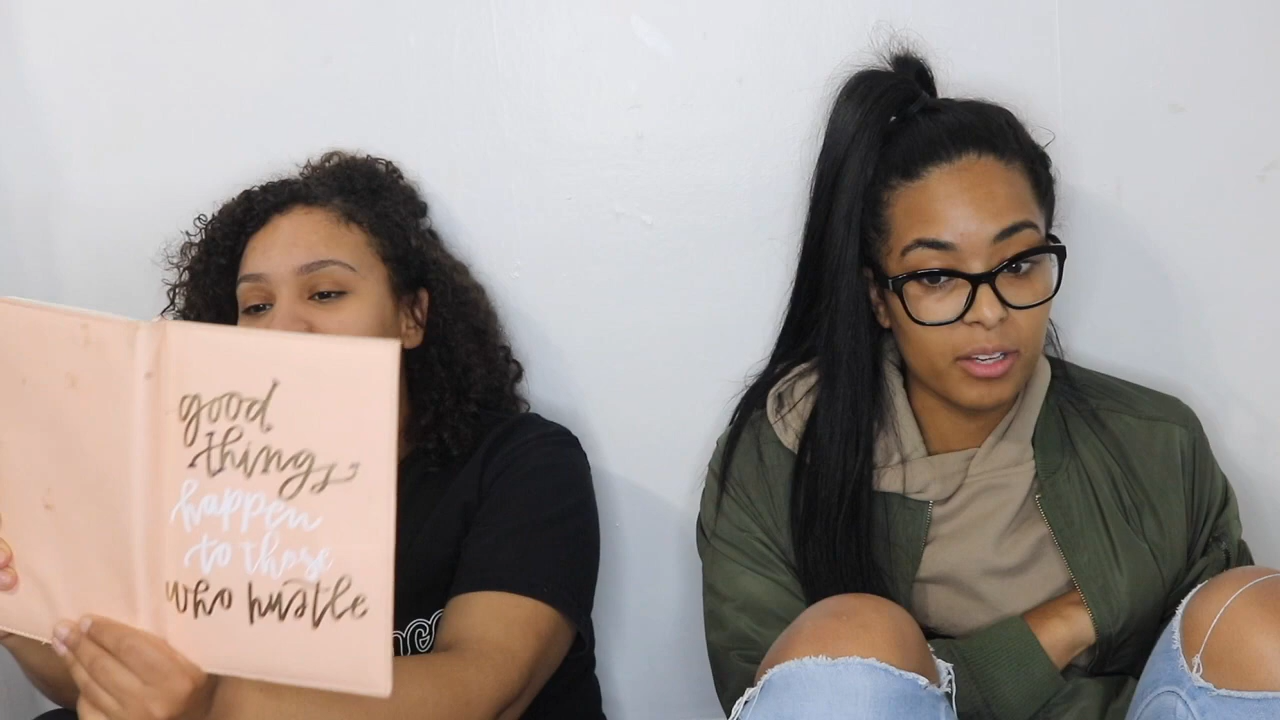 good
things
happen
to those
who hustle